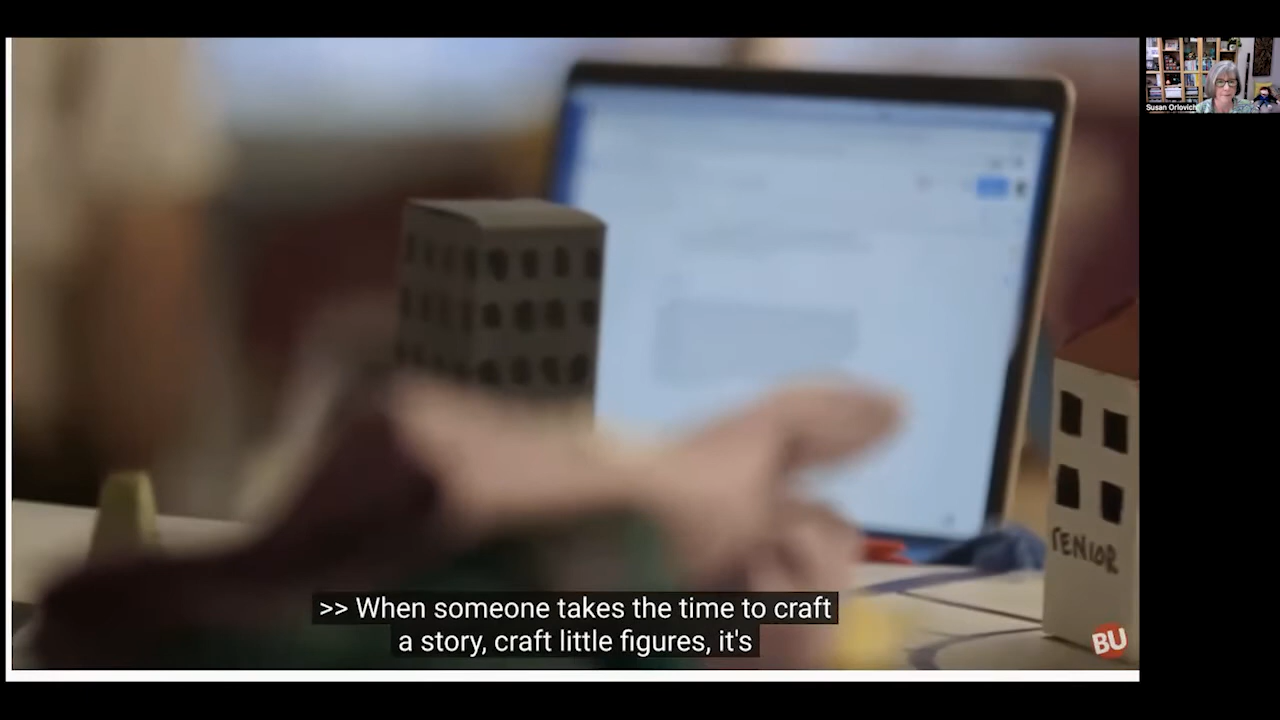 Susan Orlovich
TENIOR
>> When someone takes the time to craft
a story, craft little figures, it's
BU